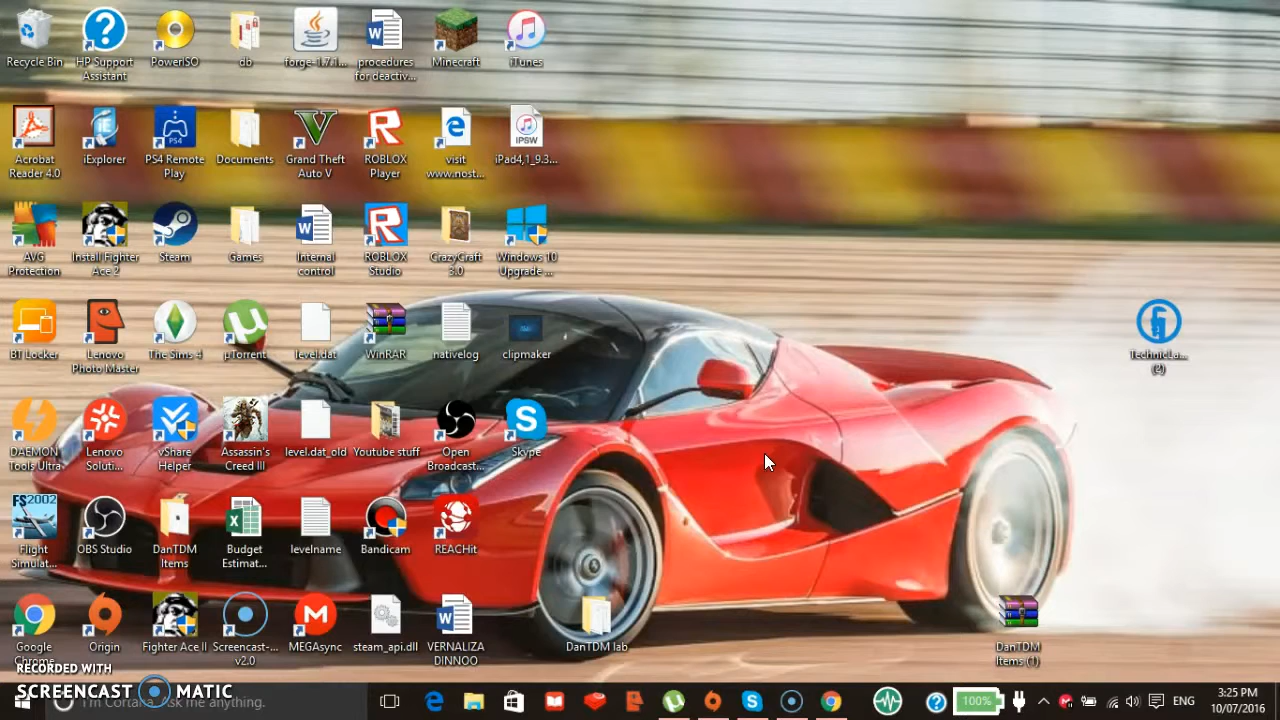 Recycle Bin
HP Support
Assistant
PowerISO
db
forge-1.7.1...
procedures
for deactiv...
Minecraft
iTunes
Acrobat
Reader 4.0
iExplorer
PS4 Remote
Play
Documents
Grand Theft
Auto V
ROBLOX
Player
visit
www.nost...
IPSW
iPad4,1_9.3...
AVG
Protection
Install Fighter
Ace 2
Steam
Games
Internal
control
ROBLOX
Studio
CrazyCraft
3.0
Windows 10
Upgrade ...
BT Locker
Lenovo
Photo Master
The Sims 4
µTorrent
level.dat
WinRAR
nativelog
clipmaker
TechnicLa...
(2)
DAEMON
Tools Ultra
Lenovo
Soluti...
vShare
Helper
Assassin's
Creed III
level.dat_old
Youtube stuff
Open
Broadcast...
Skype
FS2002
Flight
Simulat...
OBS Studio
DanTDM
Items
Budget
Estimat...
levelname
Bandicam
REACHit
Google
Chrome
Origin
Fighter Ace II
Screencast-...
v2.0
MEGAsync
steam_api.dll
VERNALIZA
DINNOO
DanTDM lab
DanTDM
Items (1)
RECORDED WITH
SCREENCAST MATIC
I'm Cortana. Ask me anything.
100%
ENG
3:25 PM
10/07/2016